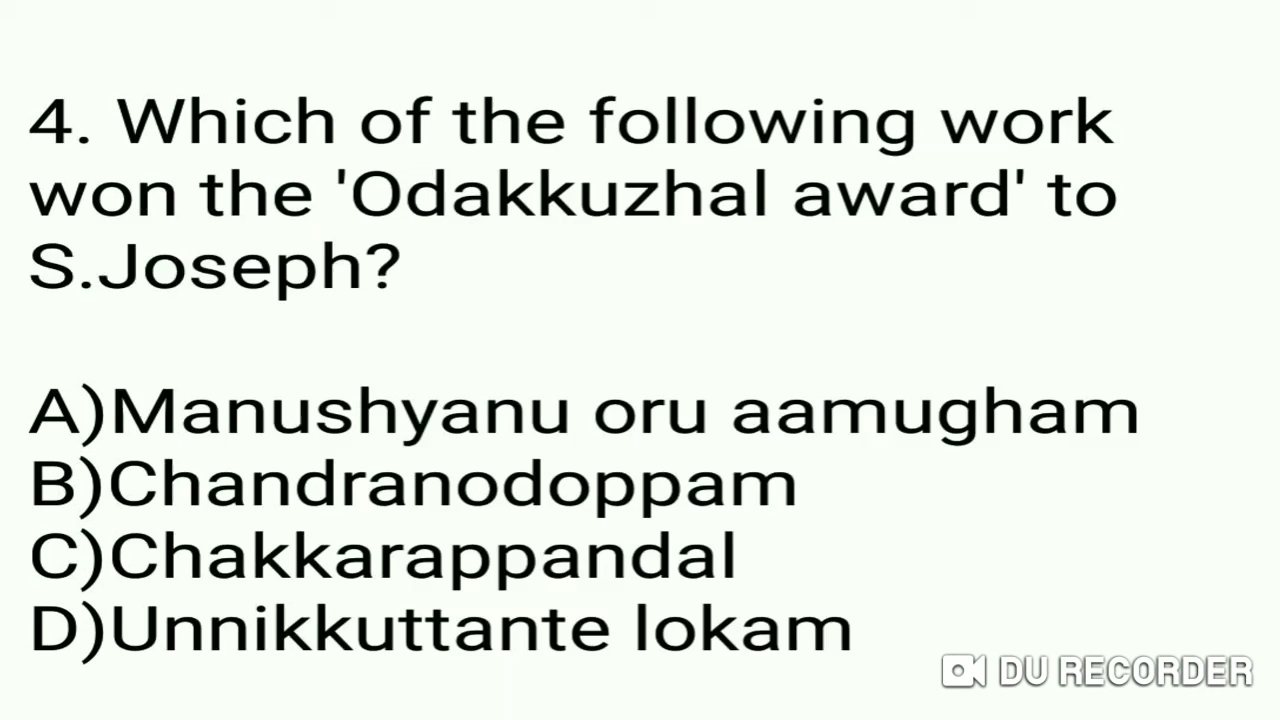 4. Which of the following work
won the 'Odakkuzhal award' to
S.Joseph?
A)Manushyanu oru aamugham
B)Chandranodoppam
C)Chakkarappandal
D)Unnikkuttante lokam
DU RECORDER